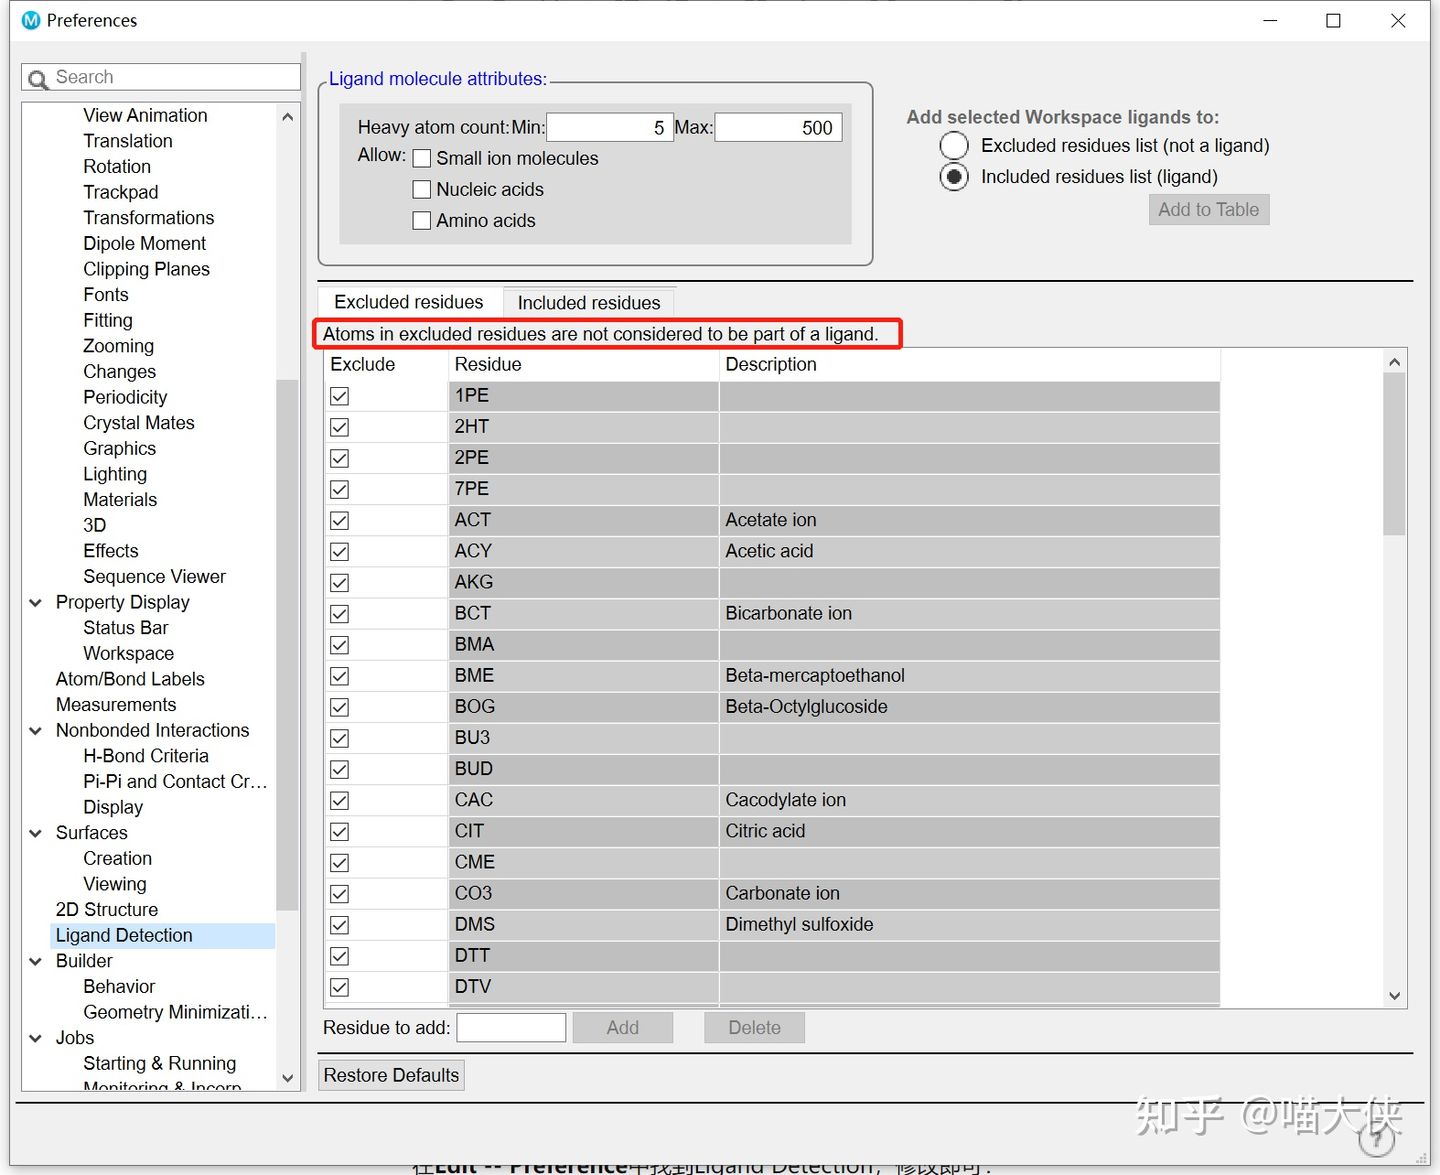 Preferences
Search
View Animation
Translation
Rotation
Trackpad
Transformations
Dipole Moment
Clipping Planes
Fonts
Fitting
Zooming
Changes
Periodicity
Crystal Mates
Graphics
Lighting
Materials
3D
Effects
Sequence Viewer
Property Display
Status Bar
Workspace
Atom/Bond Labels
Measurements
Nonbonded Interactions
H-Bond Criteria
Pi-Pi and Contact Cr...
Display
Surfaces
Creation
Viewing
2D Structure
Ligand Detection
Builder
Behavior
Geometry Minimizati...
Jobs
Starting & Running
Monitoring & Incorp
Ligand molecule attributes:
Heavy atom count: Min: 5 Max: 500
Allow: Small ion molecules
Nucleic acids
Amino acids
Add selected Workspace ligands to:
Excluded residues list (not a ligand)
Included residues list (ligand)
Add to Table
Excluded residues Included residues
Atoms in excluded residues are not considered to be part of a ligand.
Exclude Residue Description
1PE
2HT
2PE
7PE
ACT Acetate ion
ACY Acetic acid
AKG
BCT Bicarbonate ion
BMA
BME Beta-mercaptoethanol
BOG Beta-Octylglucoside
BU3
BUD
CAC Cacodylate ion
CIT Citric acid
CME
CO3 Carbonate ion
DMS Dimethyl sulfoxide
DTT
DTV
Residue to add: Add Delete
Restore Defaults
知乎 @喵大侠
?
在Edit -- Preference中找到Ligand Detection，修改即可.